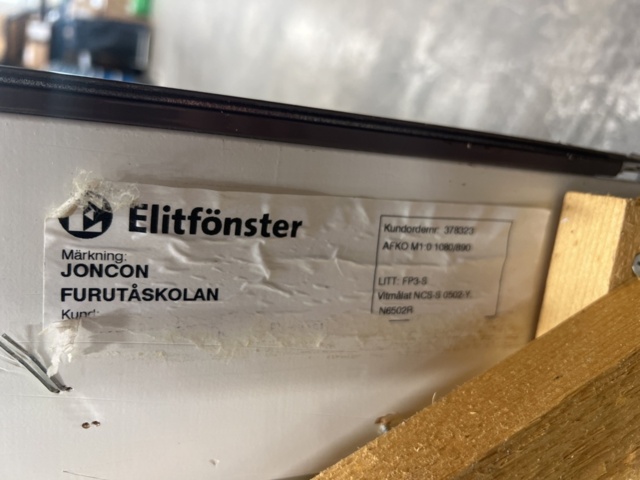 Elitfönster
Märkning:
JONCON
FURUTÅSKOLAN
Kund:
Kundordernr: 378323
AFKO M1:0 1080/890
LITT: FP3-S
Vitmålat NCS-S 0502-Y,
N6502R